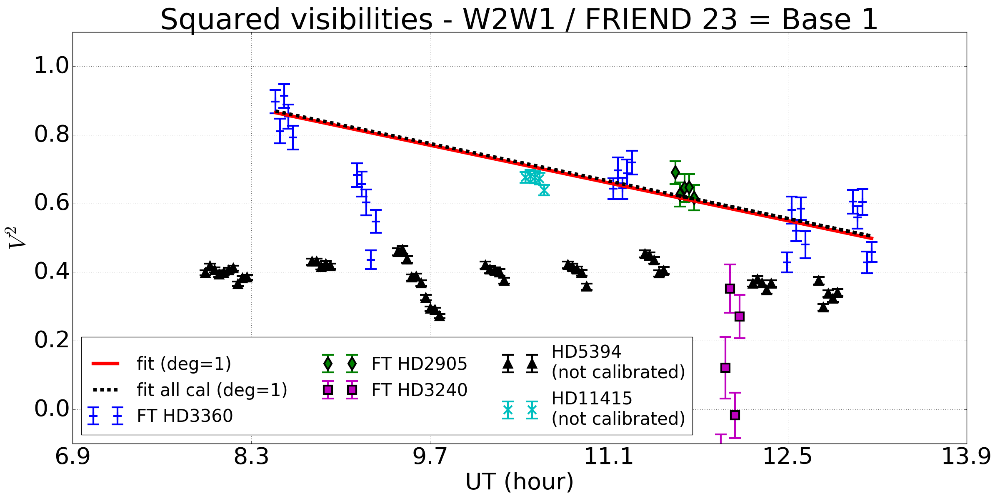 Squared visibilities - W2W1 / FRIEND 23 = Base 1
1.0
0.8
0.6
0.4
0.2
0.0
V²
fit (deg=1)
fit all cal (deg=1)
FT HD3360
FT HD2905
FT HD3240
HD5394
(not calibrated)
HD11415
(not calibrated)
6.9 8.3 9.7 11.1 12.5 13.9
UT (hour)